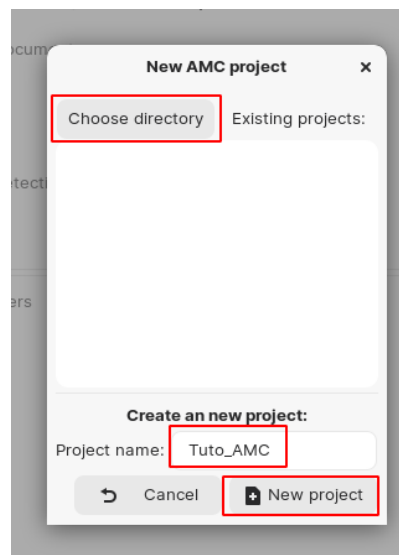 New AMC project ×
Choose directory Existing projects:
Create an new project:
Project name: Tuto_AMC
Cancel New project